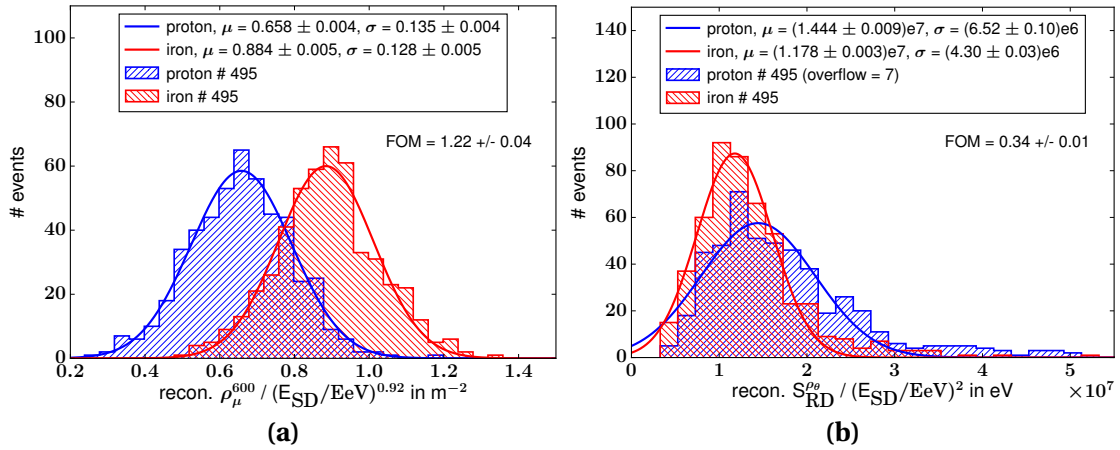 proton, μ = 0.658 ± 0.004, σ = 0.135 ± 0.004
iron, μ = 0.884 ± 0.005, σ = 0.128 ± 0.005
proton # 495
iron # 495
FOM = 1.22 +/- 0.04
# events
100
80
60
40
20
0
0.2 0.4 0.6 0.8 1.0 1.2 1.4
recon. ρ_μ^600 / (E_SD/EeV)^0.92 in m^−2
(a)
proton, μ = (1.444 ± 0.009)e7, σ = (6.52 ± 0.10)e6
iron, μ = (1.178 ± 0.003)e7, σ = (4.30 ± 0.03)e6
proton # 495 (overflow = 7)
iron # 495
FOM = 0.34 +/- 0.01
# events
140
120
100
80
60
40
20
0
0 1 2 3 4 5
×10^7
recon. S_RD^ρ_θ / (E_SD/EeV)^2 in eV
(b)